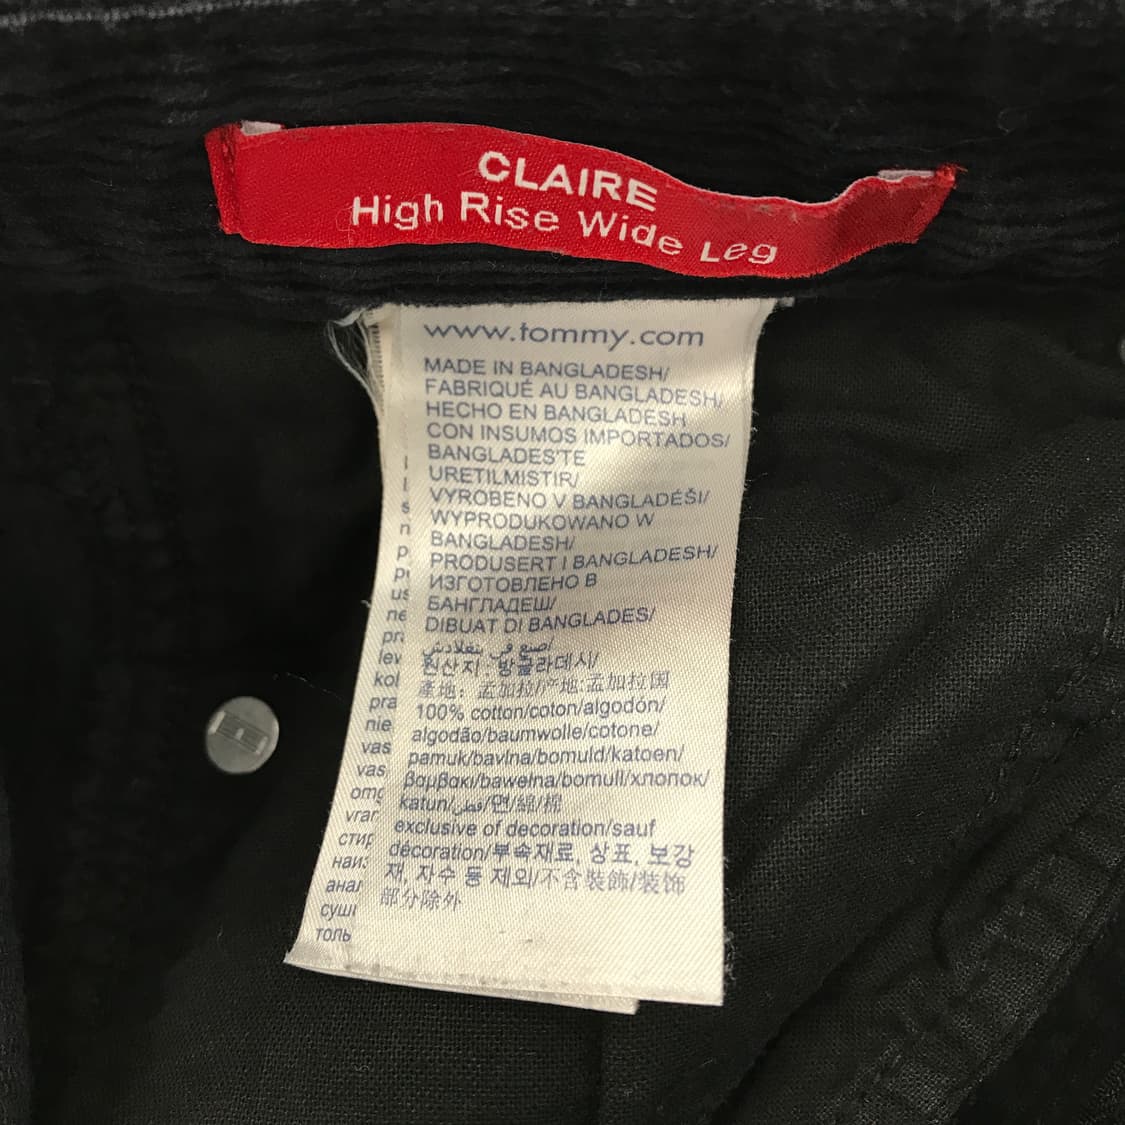 CLAIRE
High Rise Wide Leg
www.tommy.com
MADE IN BANGLADESH/
FABRIQUÉ AU BANGLADESH/
HECHO EN BANGLADESH
CON INSUMOS IMPORTADOS/
BANGLADES'TE
URETILMISTIR/
VYROBENO V BANGLADÉŠI/
WYPRODUKOWANO W
BANGLADESH/
PRODUSERT I BANGLADESH/
ИЗГОТОВЛЕНО В
БАНГЛАДЕШ/
DIBUAT DI BANGLADES/
صنع في بنغلادش/
원산지 : 방글라데시/
產地: 孟加拉/产地:孟加拉国
100% cotton/coton/algodón/
algodão/baumwolle/cotone/
pamuk/bavlna/bomuld/katoen/
βαμβακι/bawełna/bomull/хлопок/
katun/قطن/면/綿/棉
exclusive of decoration/sauf
décoration/부속재료, 상표, 보강
재, 자수 등 제외/不含裝飾/装饰
部分除外